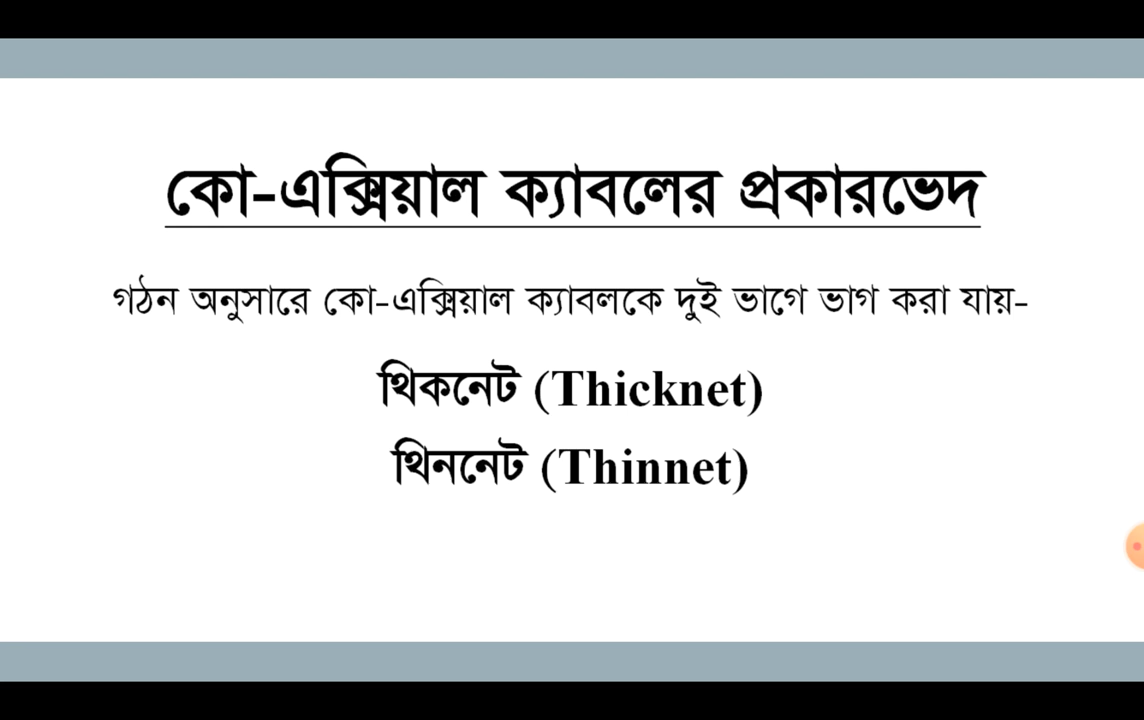 কো-এক্সিয়াল ক্যাবলের প্রকারভেদ
গঠন অনুসারে কো-এক্সিয়াল ক্যাবলকে দুই ভাগে ভাগ করা যায়-
থিকনেট (Thicknet)
থিননেট (Thinnet)